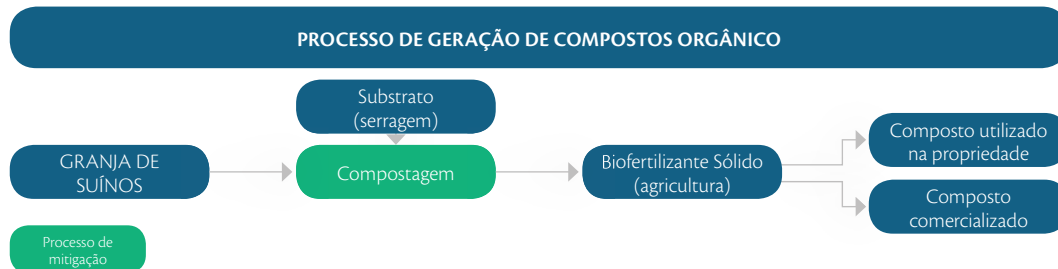 PROCESSO DE GERAÇÃO DE COMPOSTOS ORGÂNICO
Substrato
(serragem)
GRANJA DE
SUÍNOS
Compostagem
Biofertilizante Sólido
(agricultura)
Composto utilizado
na propriedade
Composto
comercializado
Processo de
mitigação